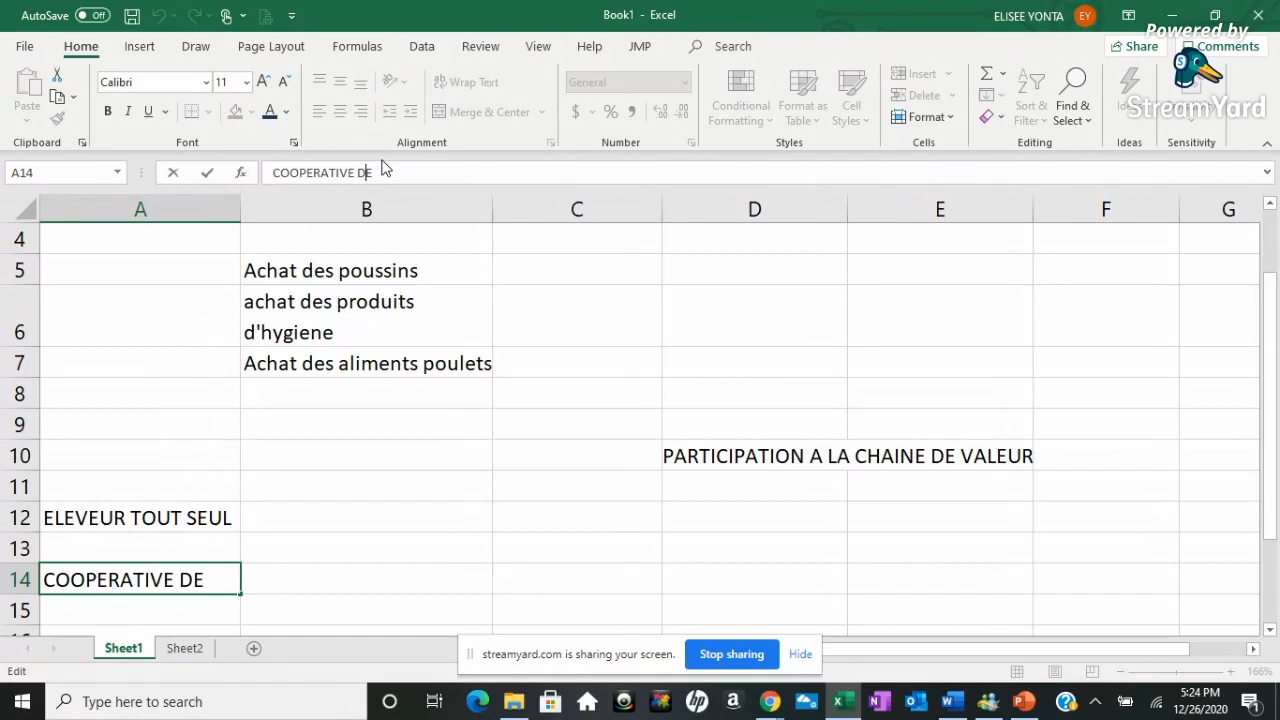 AutoSave Off Book1 - Excel ELISEE YONTA EY
Powered by
StreamYard
File Home Insert Draw Page Layout Formulas Data Review View Help JMP Search Share Comments
Paste Calibri 11 A A Wrap Text General Conditional Formatting Format as Table Cell Styles Insert Σ Sort & Filter Find & Select
B I U A Merge & Center $ % Delete Format
Clipboard Font Alignment Number Styles Cells Editing Ideas Sensitivity
A14 fx COOPERATIVE DE
A B C D E F G
4
5 Achat des poussins
achat des produits
6 d'hygiene
7 Achat des aliments poulets
8
9
10 PARTICIPATION A LA CHAINE DE VALEUR
11
12 ELEVEUR TOUT SEUL
13
14 COOPERATIVE DE
15
Sheet1 Sheet2
streamyard.com is sharing your screen. Stop sharing Hide
Edit 166%
Type here to search
5:24 PM
12/26/2020